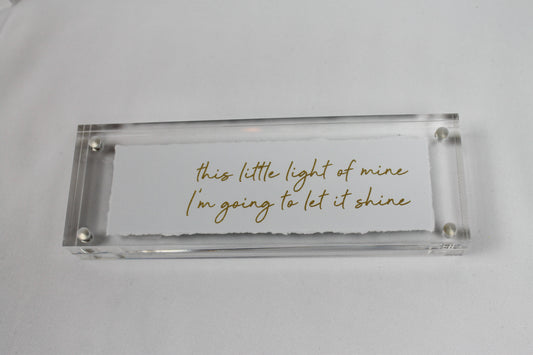 this little light of mine
I'm going to let it shine